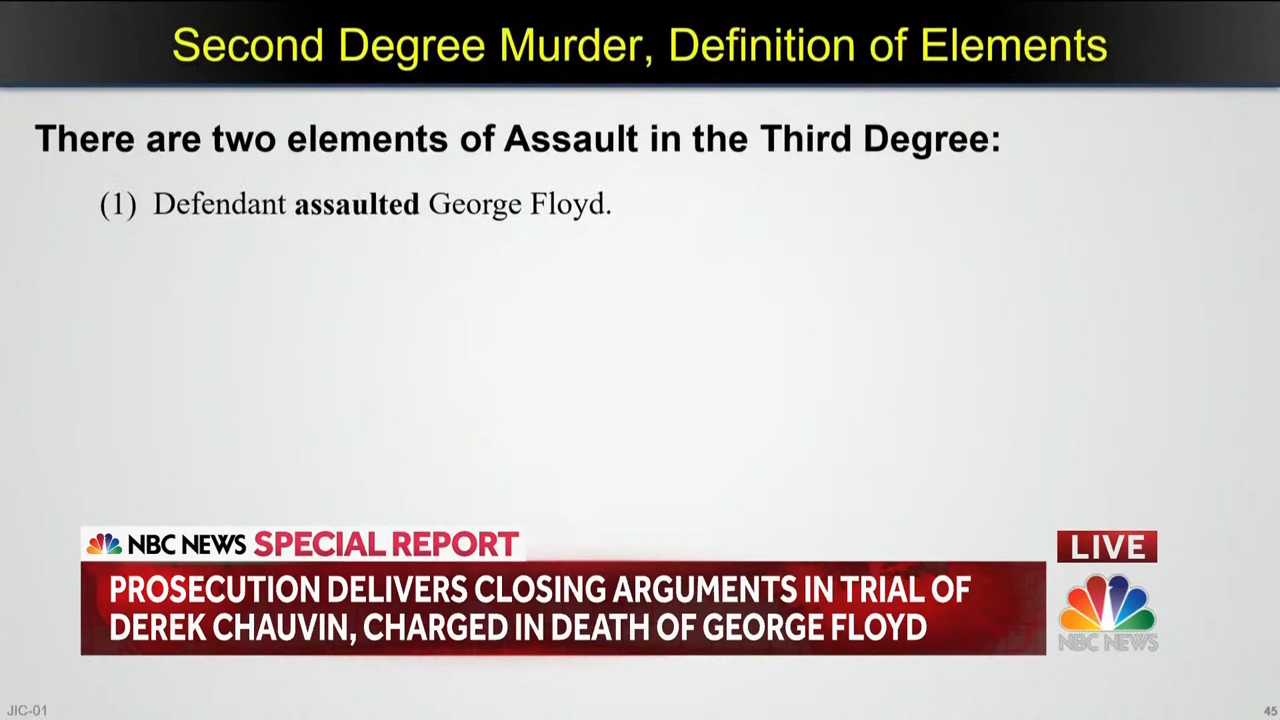 Second Degree Murder, Definition of Elements
There are two elements of Assault in the Third Degree:
(1) Defendant assaulted George Floyd.
NBC NEWS SPECIAL REPORT
LIVE
PROSECUTION DELIVERS CLOSING ARGUMENTS IN TRIAL OF
DEREK CHAUVIN, CHARGED IN DEATH OF GEORGE FLOYD
NBC NEWS
JIC-01
45